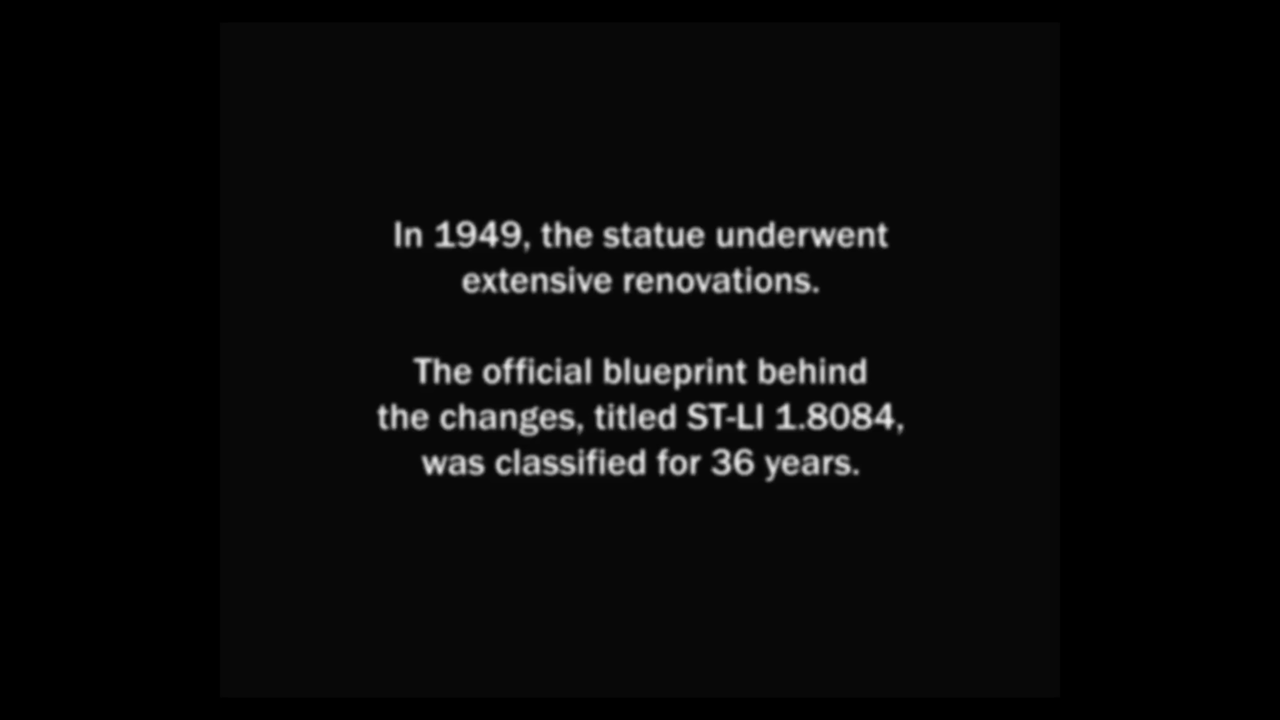 In 1949, the statue underwent
extensive renovations.
The official blueprint behind
the changes, titled ST-LI 1.8084,
was classified for 36 years.